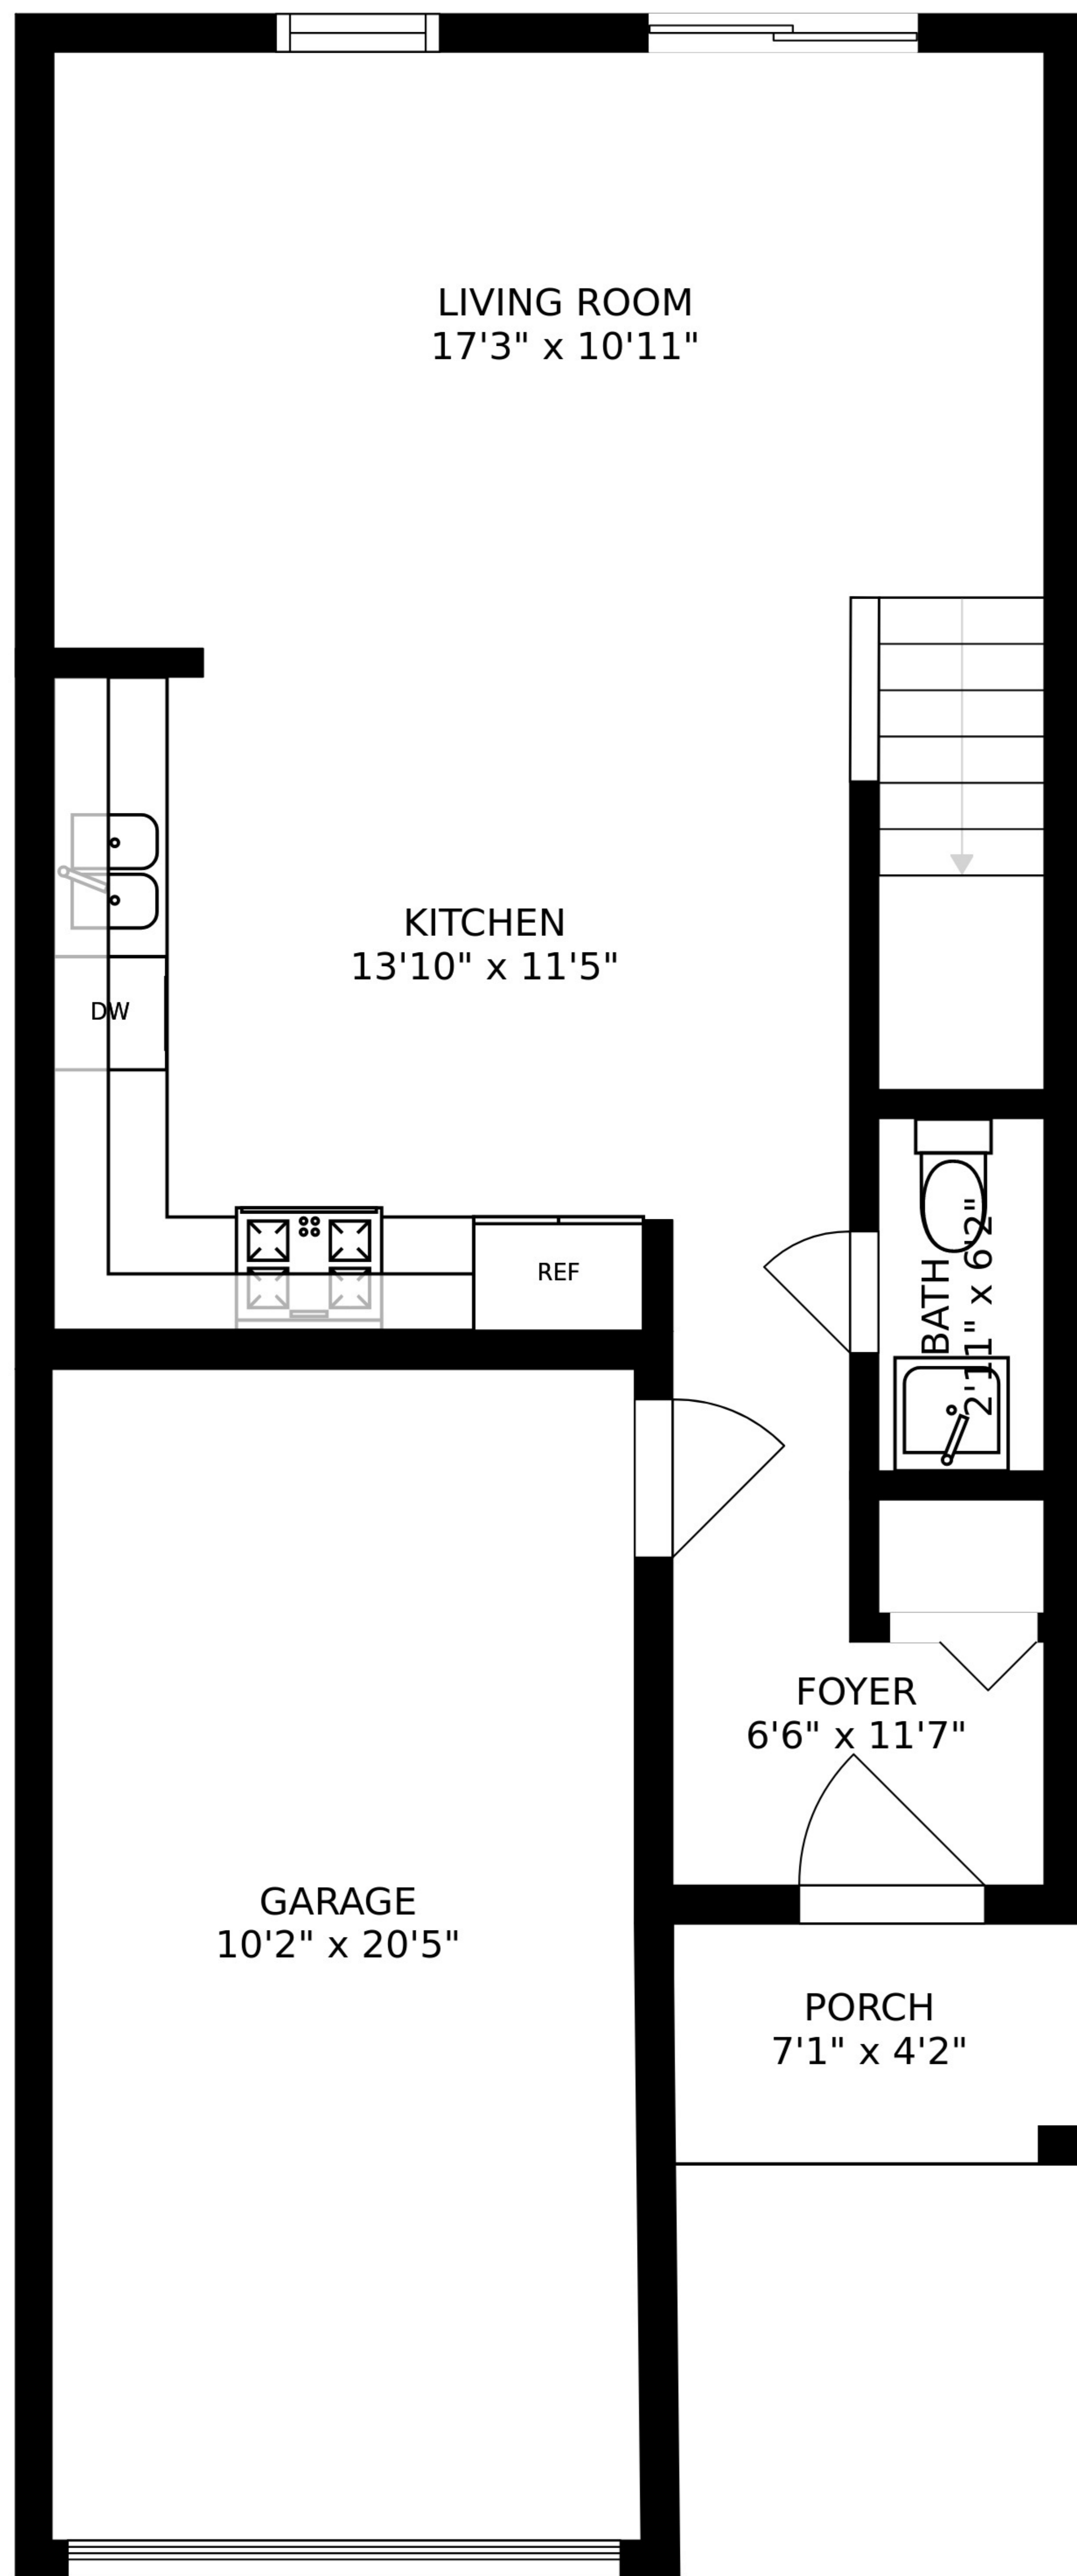 LIVING ROOM
17'3" x 10'11"
KITCHEN
13'10" x 11'5"
DW
REF
BATH
2'11" x 6'2"
FOYER
6'6" x 11'7"
GARAGE
10'2" x 20'5"
PORCH
7'1" x 4'2"